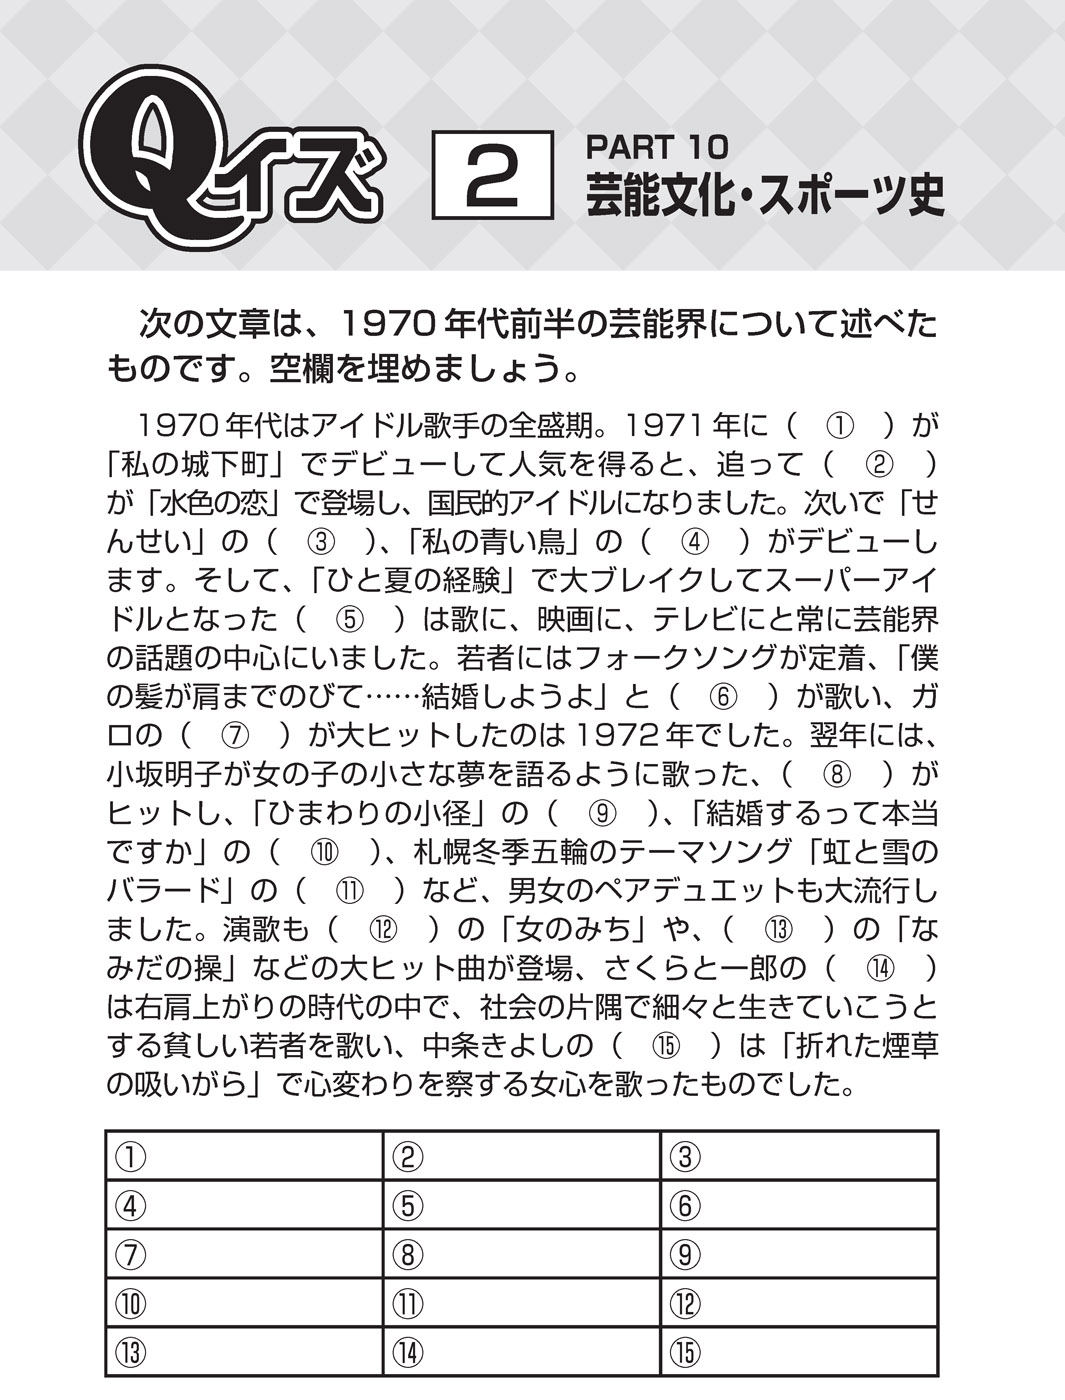 Qイズ
2
PART 10
芸能文化・スポーツ史
次の文章は、1970年代前半の芸能界について述べた
ものです。空欄を埋めましょう。
1970年代はアイドル歌手の全盛期。1971年に（　①　）が
「私の城下町」でデビューして人気を得ると、追って（　②　）
が「水色の恋」で登場し、国民的アイドルになりました。次いで「せ
んせい」の（　③　）、「私の青い鳥」の（　④　）がデビューし
ます。そして、「ひと夏の経験」で大ブレイクしてスーパーアイ
ドルとなった（　⑤　）は歌に、映画に、テレビにと常に芸能界
の話題の中心にいました。若者にはフォークソングが定着、「僕
の髪が肩までのびて……結婚しようよ」と（　⑥　）が歌い、ガ
ロの（　⑦　）が大ヒットしたのは1972年でした。翌年には、
小坂明子が女の子の小さな夢を語るように歌った、（　⑧　）が
ヒットし、「ひまわりの小径」の（　⑨　）、「結婚するって本当
ですか」の（　⑩　）、札幌冬季五輪のテーマソング「虹と雪の
バラード」の（　⑪　）など、男女のペアデュエットも大流行し
ました。演歌も（　⑫　）の「女のみち」や、（　⑬　）の「な
みだの操」などの大ヒット曲が登場、さくらと一郎の（　⑭　）
は右肩上がりの時代の中で、社会の片隅で細々と生きていこうと
する貧しい若者を歌い、中条きよしの（　⑮　）は「折れた煙草
の吸いがら」で心変わりを察する女心を歌ったものでした。
① ② ③
④ ⑤ ⑥
⑦ ⑧ ⑨
⑩ ⑪ ⑫
⑬ ⑭ ⑮